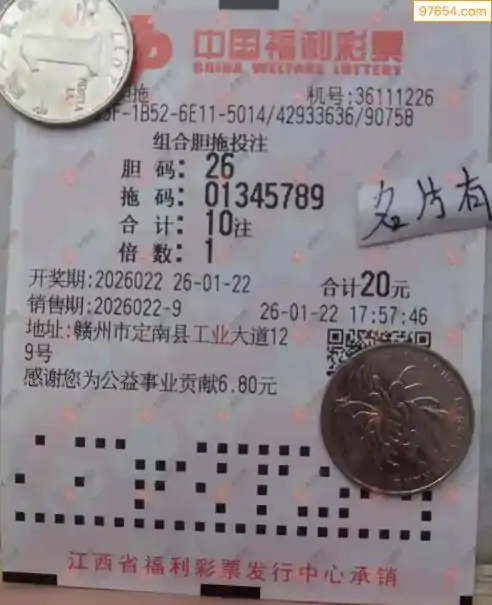 97654.com
中国福利彩票
CHINA WELFARE LOTTERY
拖 机号:36111226
F-1B52-6E11-5014/42933636/90758
组合胆拖投注
胆 码: 26
拖 码: 01345789
合 计: 10注
倍 数: 1
名片有
开奖期:2026022 26-01-22 合计20元
销售期:2026022-9 26-01-22 17:57:46
地址:赣州市定南县工业大道12
9号
感谢您为公益事业贡献6.80元
江西省福利彩票发行中心承销